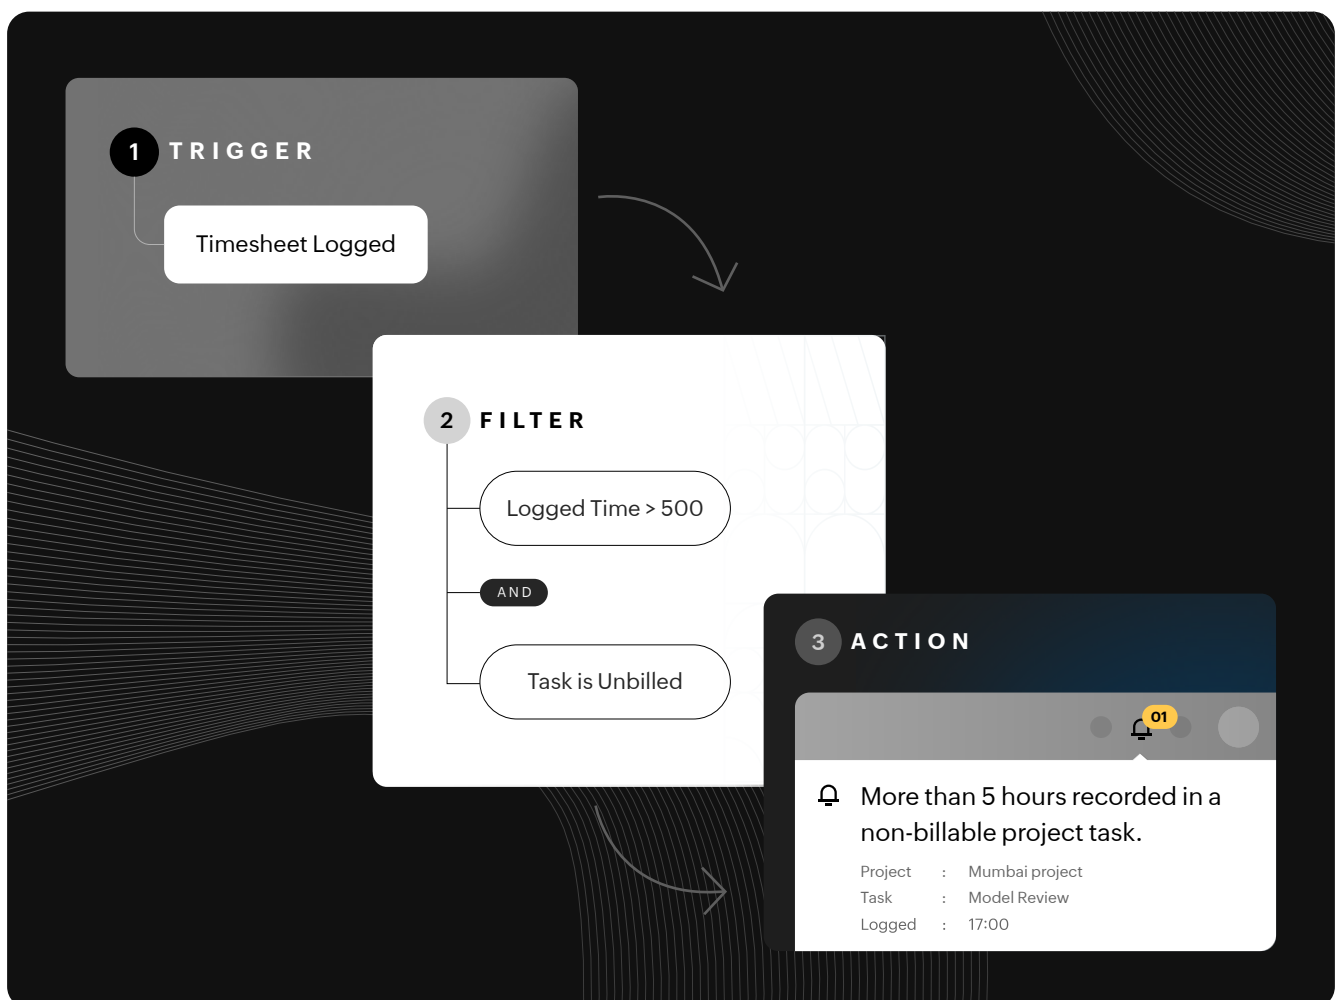 1 TRIGGER
Timesheet Logged
2 FILTER
Logged Time > 500
AND
Task is Unbilled
3 ACTION
01
More than 5 hours recorded in a
non-billable project task.
Project : Mumbai project
Task : Model Review
Logged : 17:00